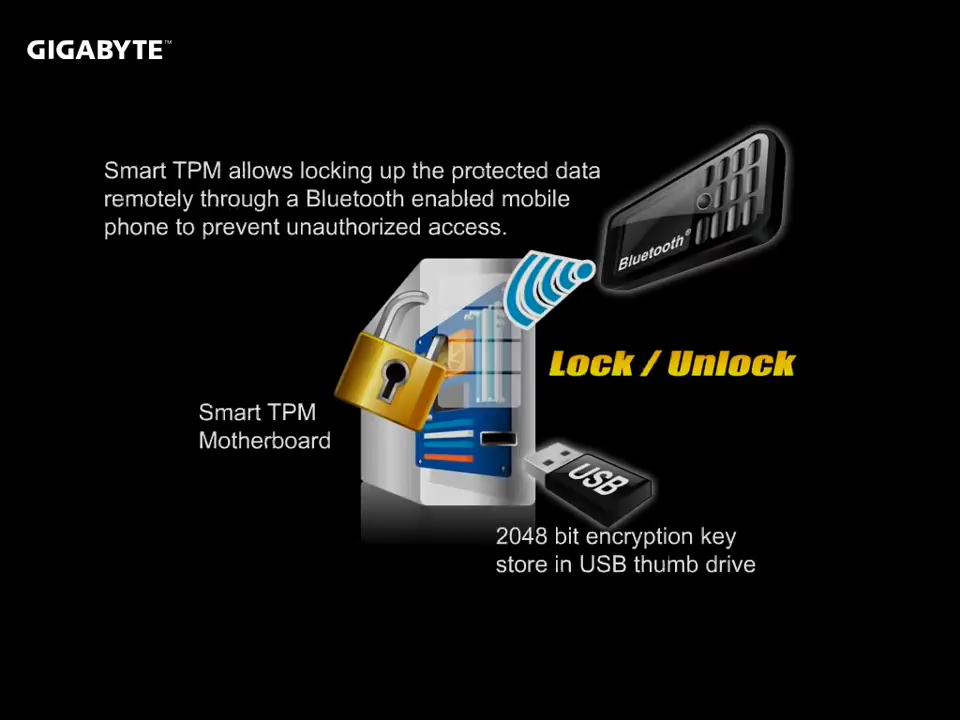 GIGABYTE™
Smart TPM allows locking up the protected data
remotely through a Bluetooth enabled mobile
phone to prevent unauthorized access.
Bluetooth®
Lock / Unlock
Smart TPM
Motherboard
USB
2048 bit encryption key
store in USB thumb drive